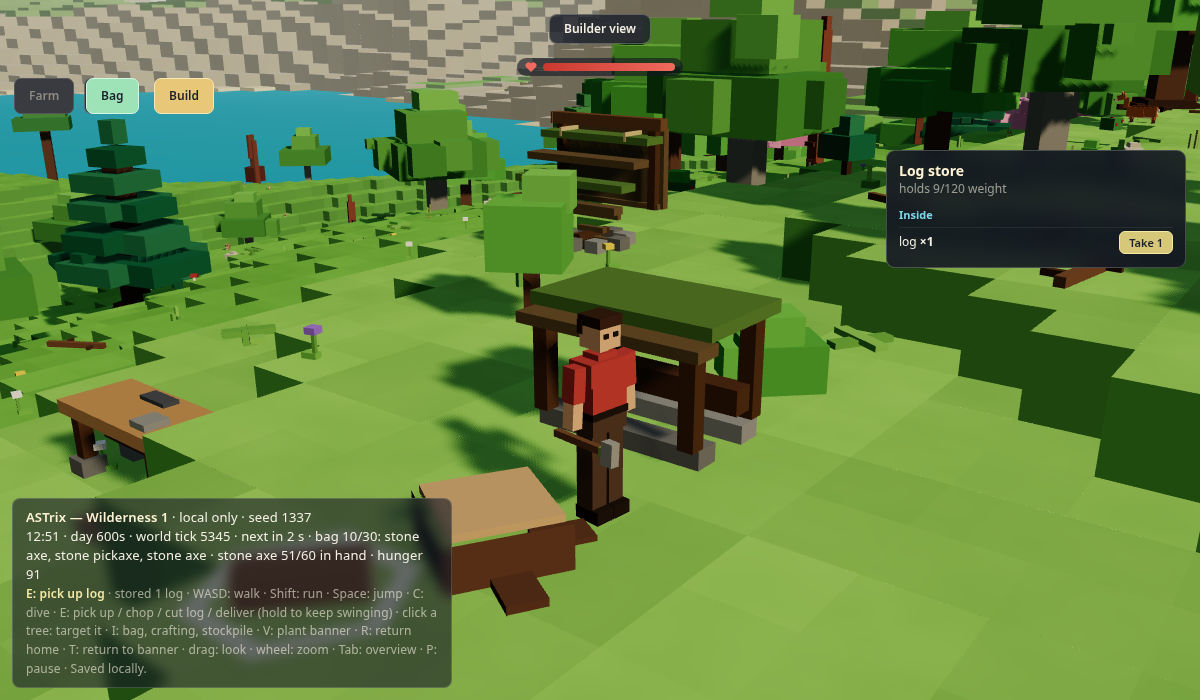 Builder view
Farm
Bag
Build
Log store
holds 9/120 weight
Inside
log ×1
Take 1
ASTrix — Wilderness 1 · local only · seed 1337
12:51 · day 600s · world tick 5345 · next in 2 s · bag 10/30: stone
axe, stone pickaxe, stone axe · stone axe 51/60 in hand · hunger
91
E: pick up log · stored 1 log · WASD: walk · Shift: run · Space: jump · C:
dive · E: pick up / chop / cut log / deliver (hold to keep swinging) · click a
tree: target it · I: bag, crafting, stockpile · V: plant banner · R: return
home · T: return to banner · drag: look · wheel: zoom · Tab: overview · P:
pause · Saved locally.